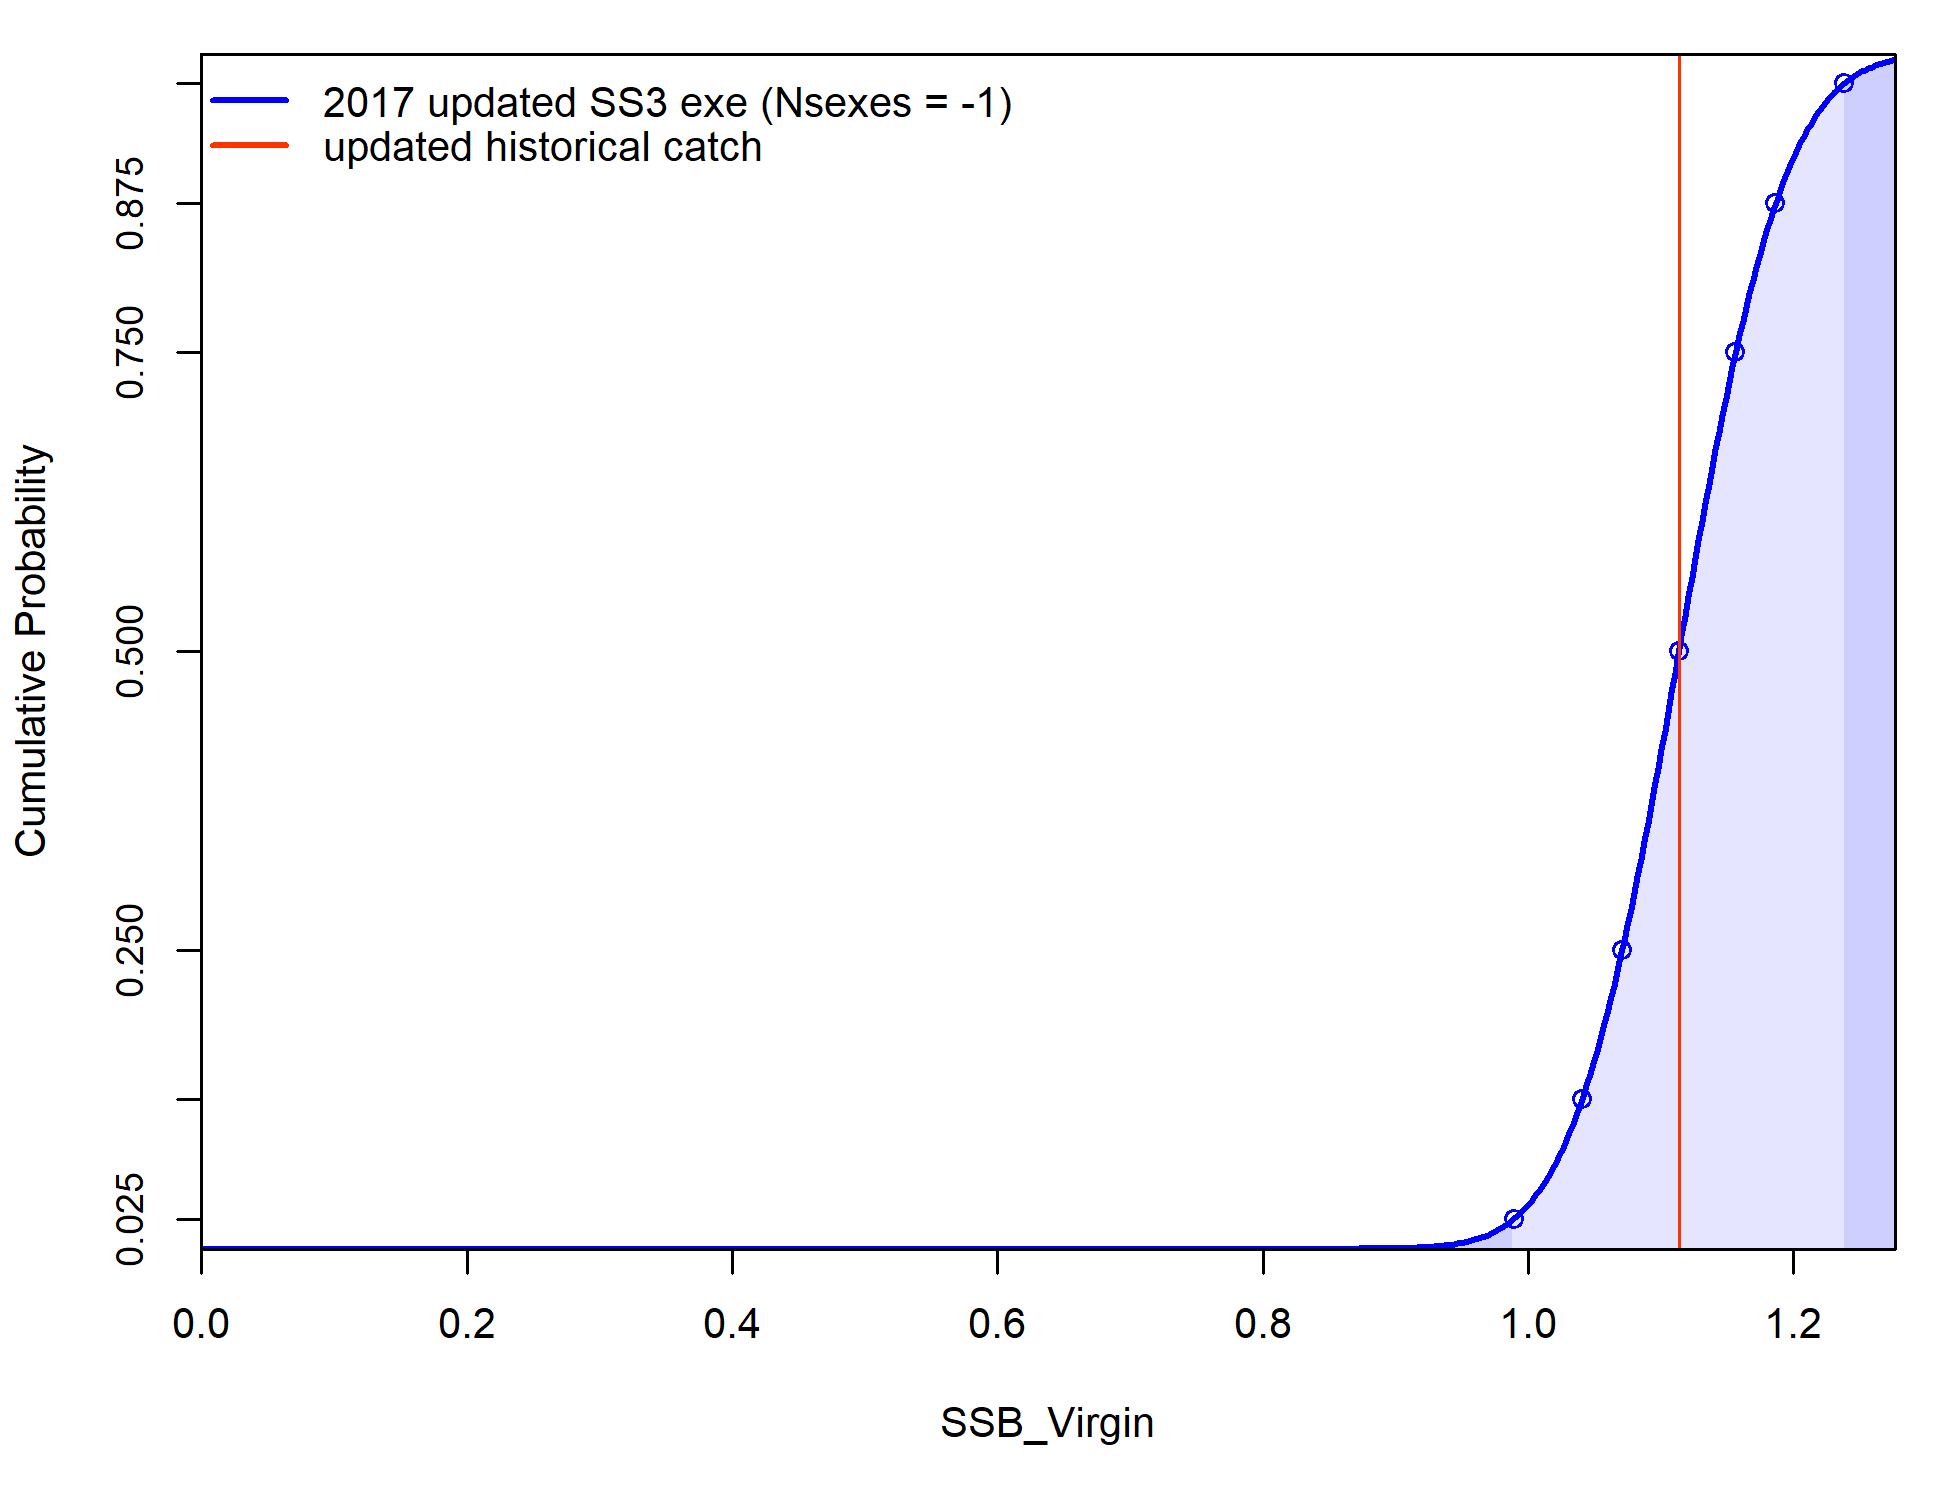 2017 updated SS3 exe (Nsexes = -1)
updated historical catch
Cumulative Probability
0.875
0.750
0.500
0.250
0.025
0.0 0.2 0.4 0.6 0.8 1.0 1.2
SSB_Virgin